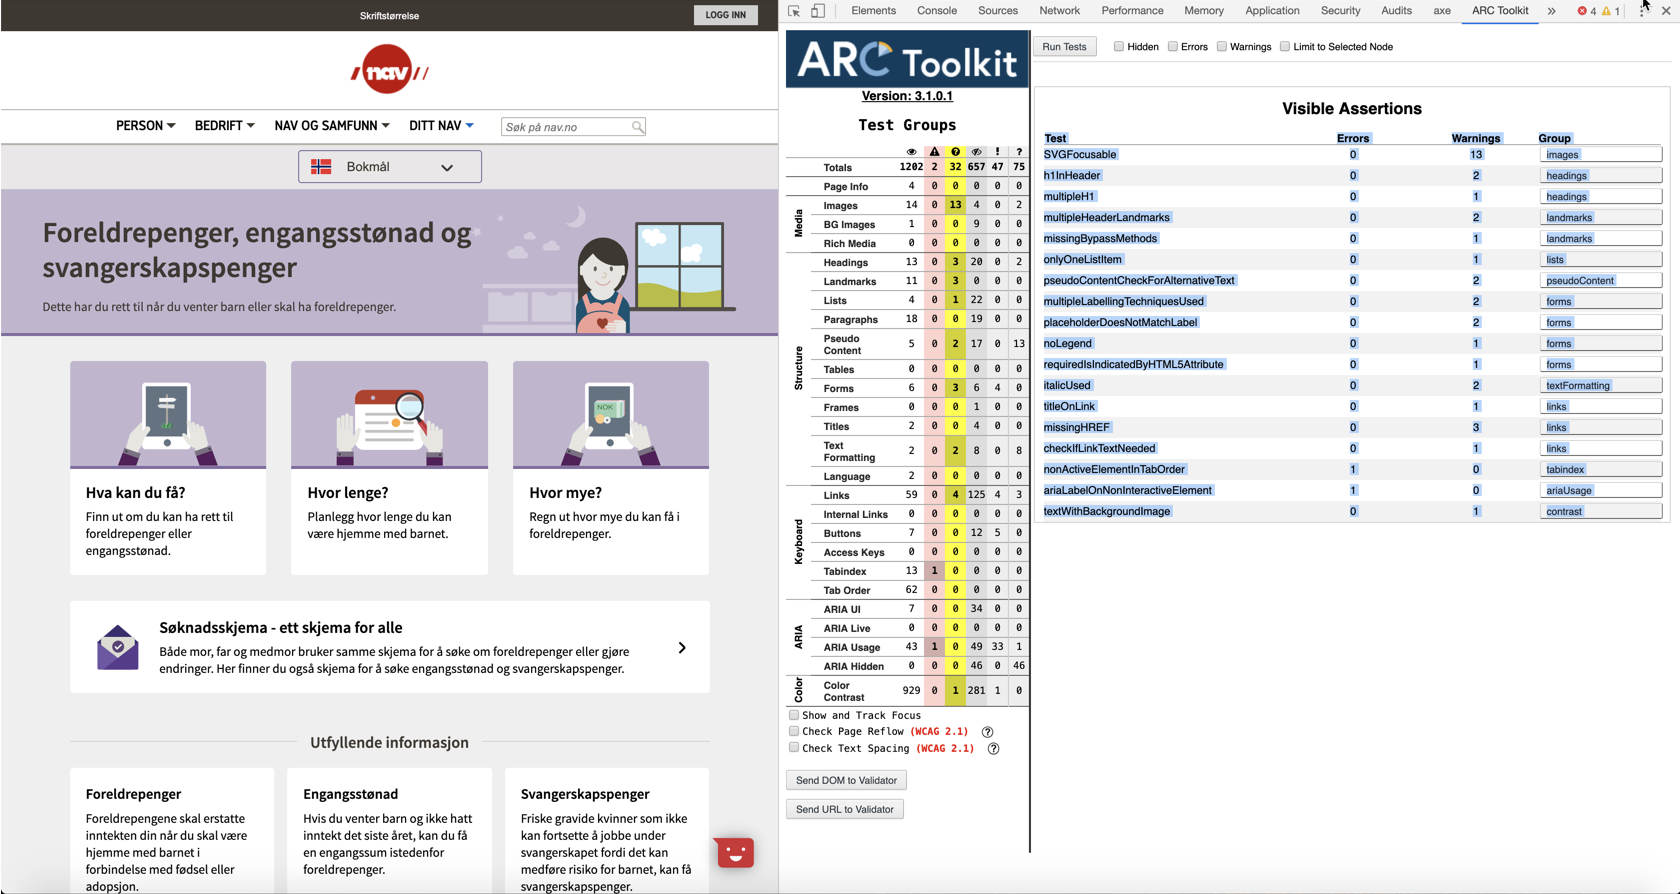 Skriftstørrelse
LOGG INN
nav
PERSON BEDRIFT NAV OG SAMFUNN DITT NAV Søk på nav.no
Bokmål
Foreldrepenger, engangsstønad og
svangerskapspenger
Dette har du rett til når du venter barn eller skal ha foreldrepenger.
NOK
Hva kan du få?
Finn ut om du kan ha rett til
foreldrepenger eller
engangsstønad.
Hvor lenge?
Planlegg hvor lenge du kan
være hjemme med barnet.
Hvor mye?
Regn ut hvor mye du kan få i
foreldrepenger.
Søknadsskjema - ett skjema for alle
Både mor, far og medmor bruker samme skjema for å søke om foreldrepenger eller gjøre
endringer. Her finner du også skjema for å søke engangsstønad og svangerskapspenger.
Utfyllende informasjon
Foreldrepenger
Foreldrepengene skal erstatte
inntekten din når du skal være
hjemme med barnet i
forbindelse med fødsel eller
adopsjon.
Engangsstønad
Hvis du venter barn og ikke hatt
inntekt det siste året, kan du få
en engangssum istedenfor
foreldrepenger.
Svangerskapspenger
Friske gravide kvinner som ikke
kan fortsette å jobbe under
svangerskapet fordi det kan
medføre risiko for barnet, kan få
svangerskapspenger.
Elements Console Sources Network Performance Memory Application Security Audits axe ARC Toolkit » 4 1
ARC Toolkit
Version: 3.1.0.1
Test Groups
! ?
Totals 1202 2 32 657 47 75
Page Info 4 0 0 0 0 0
Media
Images 14 0 13 4 0 2
BG Images 1 0 0 9 0 0
Rich Media 0 0 0 0 0 0
Structure
Headings 13 0 3 20 0 2
Landmarks 11 0 3 0 0 0
Lists 4 0 1 22 0 0
Paragraphs 18 0 0 19 0 0
Pseudo
Content 5 0 2 17 0 13
Tables 0 0 0 0 0 0
Forms 6 0 3 6 4 0
Frames 0 0 0 1 0 0
Titles 2 0 0 4 0 0
Text
Formatting 2 0 2 8 0 8
Language 2 0 0 0 0 0
Keyboard
Links 59 0 4 125 4 3
Internal Links 0 0 0 0 0 0
Buttons 7 0 0 12 5 0
Access Keys 0 0 0 0 0 0
Tabindex 13 1 0 0 0 0
Tab Order 62 0 0 0 0 0
ARIA
ARIA UI 7 0 0 34 0 0
ARIA Live 0 0 0 0 0 0
ARIA Usage 43 1 0 49 33 1
ARIA Hidden 0 0 0 46 0 46
Color
Color
Contrast 929 0 1 281 1 0
Show and Track Focus
Check Page Reflow (WCAG 2.1) ?
Check Text Spacing (WCAG 2.1) ?
Send DOM to Validator
Send URL to Validator
Run Tests Hidden Errors Warnings Limit to Selected Node
Visible Assertions
Test Errors Warnings Group
SVGFocusable 0 13 images
h1InHeader 0 2 headings
multipleH1 0 1 headings
multipleHeaderLandmarks 0 2 landmarks
missingBypassMethods 0 1 landmarks
onlyOneListItem 0 1 lists
pseudoContentCheckForAlternativeText 0 2 pseudoContent
multipleLabellingTechniquesUsed 0 2 forms
placeholderDoesNotMatchLabel 0 2 forms
noLegend 0 1 forms
requiredIsIndicatedByHTML5Attribute 0 1 forms
italicUsed 0 2 textFormatting
titleOnLink 0 1 links
missingHREF 0 3 links
checkIfLinkTextNeeded 0 1 links
nonActiveElementInTabOrder 1 0 tabindex
ariaLabelOnNonInteractiveElement 1 0 ariaUsage
textWithBackgroundImage 0 1 contrast